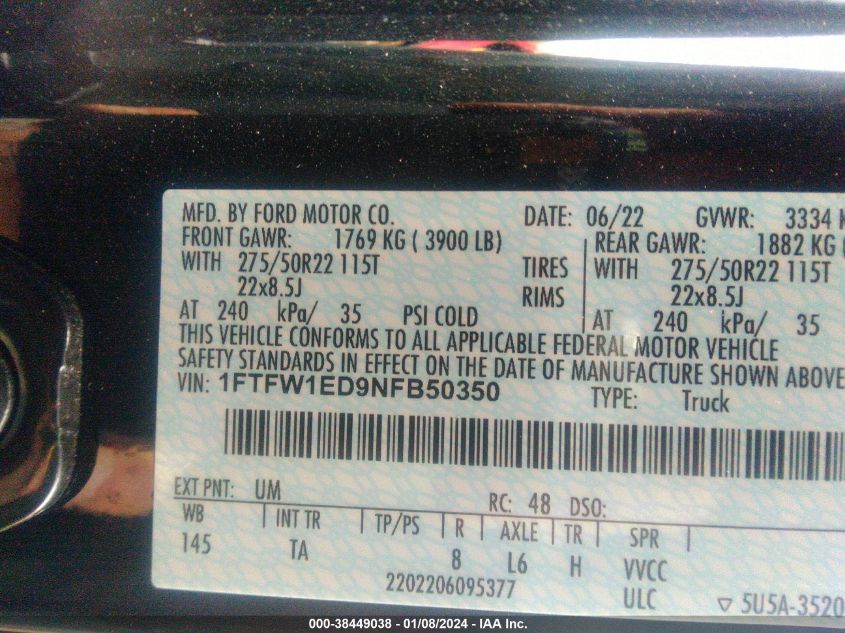 MFD. BY FORD MOTOR CO. DATE: 06/22 GVWR: 3334 K
FRONT GAWR: 1769 KG ( 3900 LB) REAR GAWR: 1882 KG (
WITH 275/50R22 115T TIRES WITH 275/50R22 115T
22x8.5J RIMS 22x8.5J
AT 240 kPa/ 35 PSI COLD AT 240 kPa/ 35
THIS VEHICLE CONFORMS TO ALL APPLICABLE FEDERAL MOTOR VEHICLE
SAFETY STANDARDS IN EFFECT ON THE DATE OF MANUFACTURE SHOWN ABOVE
VIN: 1FTFW1ED9NFB50350 TYPE: Truck
EXT PNT: UM RC: 48 DSO:
WB INT TR TP/PS R AXLE TR SPR
145 TA 8 L6 H VVCC
2202206095377 ULC ▽ 5U5A-3520
000-38449038 - 01/08/2024 - IAA Inc.